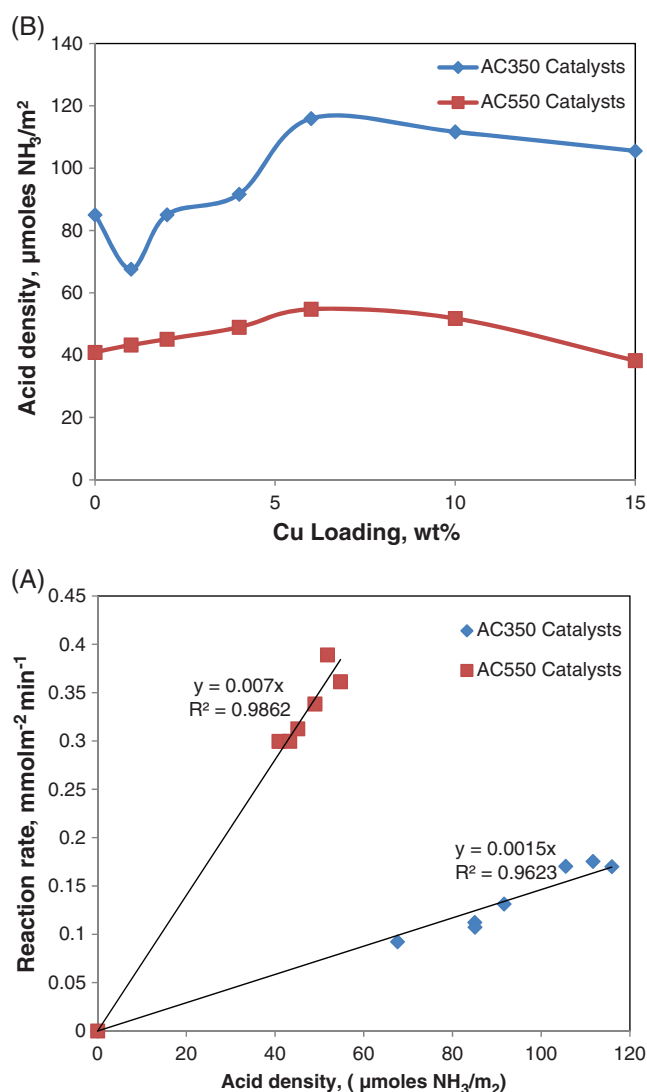 (B)
140
120
100
80
60
40
20
0
Acid density, µmoles NH₃/m²
AC350 Catalysts
AC550 Catalysts
0 5 10 15
Cu Loading, wt%
(A)
0.45
0.4
0.35
0.3
0.25
0.2
0.15
0.1
0.05
0
Reaction rate, mmolm⁻² min⁻¹
AC350 Catalysts
AC550 Catalysts
y = 0.007x
R² = 0.9862
y = 0.0015x
R² = 0.9623
0 20 40 60 80 100 120
Acid density, ( µmoles NH₃/m₂)